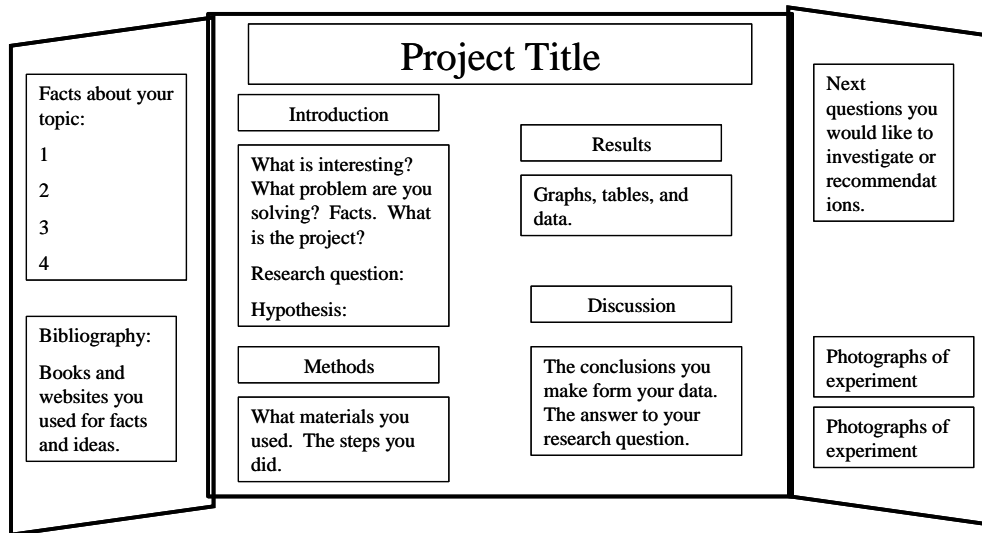 Project Title
Facts about your
topic:
1
2
3
4
Bibliography:
Books and
websites you
used for facts
and ideas.
Introduction
What is interesting?
What problem are you
solving?  Facts.  What
is the project?
Research question:
Hypothesis:
Methods
What materials you
used.  The steps you
did.
Results
Graphs, tables, and
data.
Discussion
The conclusions you
make form your data.
The answer to your
research question.
Next
questions you
would like to
investigate or
recommendat
ions.
Photographs of
experiment
Photographs of
experiment